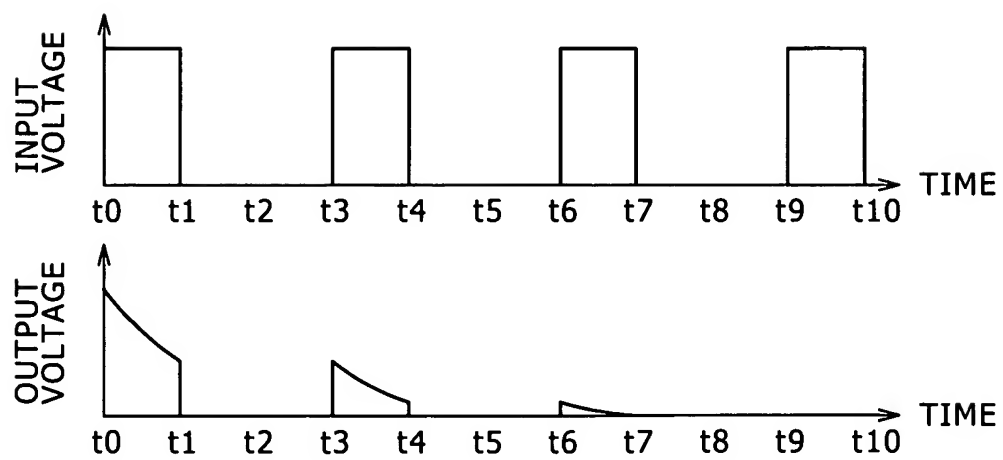 INPUT
VOLTAGE
TIME
t0 t1 t2 t3 t4 t5 t6 t7 t8 t9 t10
OUTPUT
VOLTAGE
TIME
t0 t1 t2 t3 t4 t5 t6 t7 t8 t9 t10